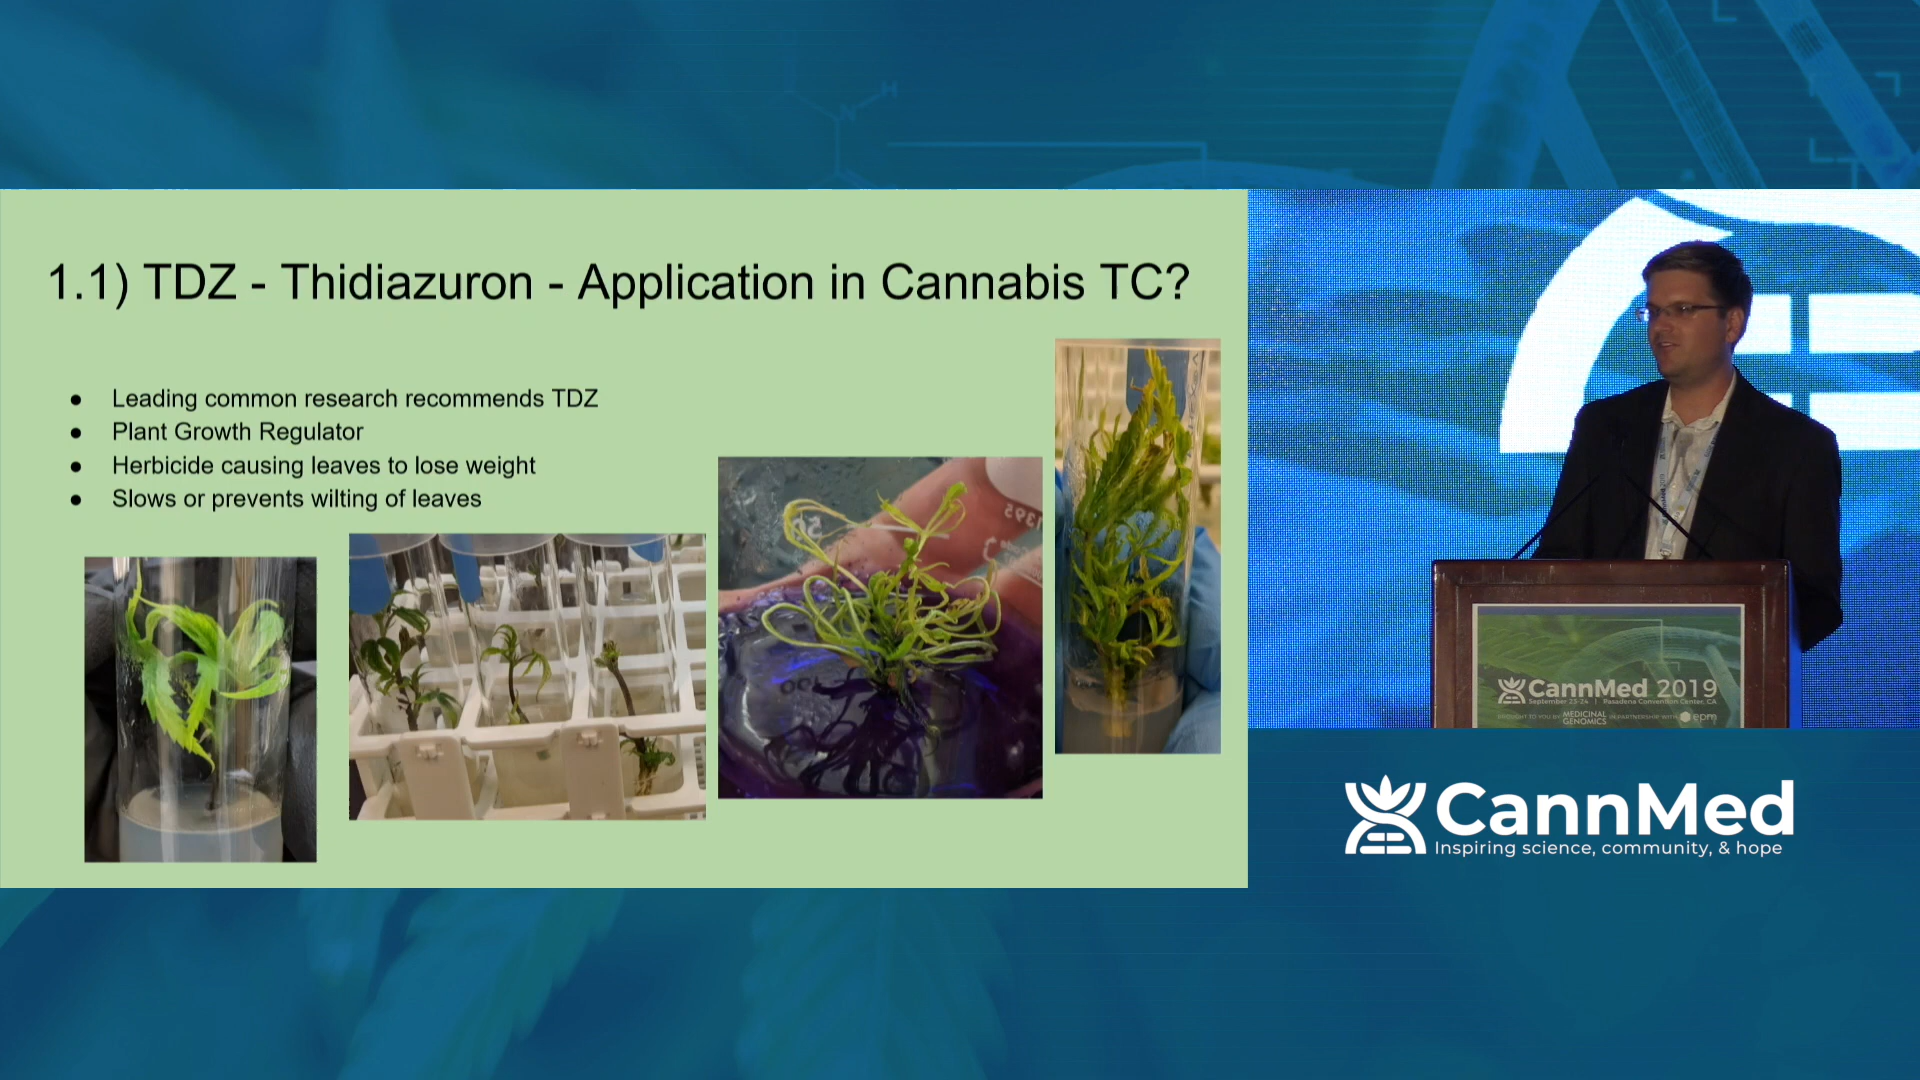 1.1) TDZ - Thidiazuron - Application in Cannabis TC?
● Leading common research recommends TDZ
● Plant Growth Regulator
● Herbicide causing leaves to lose weight
● Slows or prevents wilting of leaves
CannMed 2019
September 23-24 | Pasadena Convention Center, CA
BROUGHT TO YOU BY MEDICINAL GENOMICS IN PARTNERSHIP WITH epm
CannMed
Inspiring science, community, & hope
N
H